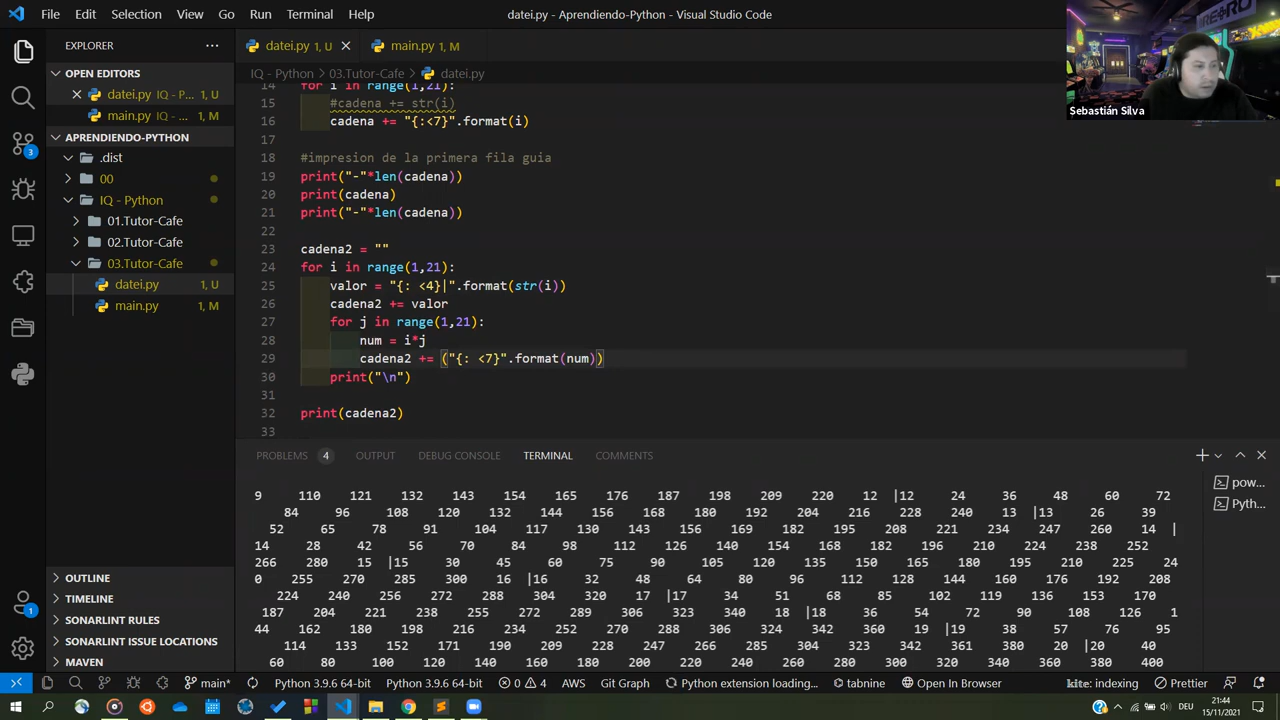 File Edit Selection View Go Run Terminal Help
datei.py - Aprendiendo-Python - Visual Studio Code
RETRO
Sebastián Silva
EXPLORER
OPEN EDITORS
datei.py IQ - P... 1, U
main.py IQ - ... 1, M
APRENDIENDO-PYTHON
.dist
00
IQ - Python
01.Tutor-Cafe
02.Tutor-Cafe
03.Tutor-Cafe
datei.py 1, U
main.py 1, M
OUTLINE
TIMELINE
SONARLINT RULES
SONARLINT ISSUE LOCATIONS
MAVEN
3
1
datei.py 1, U
main.py 1, M
IQ - Python > 03.Tutor-Cafe > datei.py
14 for i in range(1,21):
15 #cadena += str(i)
16 cadena += "{:<7}".format(i)
17
18 #impresion de la primera fila guia
19 print("-"*len(cadena))
20 print(cadena)
21 print("-"*len(cadena))
22
23 cadena2 = ""
24 for i in range(1,21):
25 valor = "{: <4}|".format(str(i))
26 cadena2 += valor
27 for j in range(1,21):
28 num = i*j
29 cadena2 += ("{: <7}".format(num))
30 print("\n")
31
32 print(cadena2)
33
PROBLEMS 4 OUTPUT DEBUG CONSOLE TERMINAL COMMENTS
9 110 121 132 143 154 165 176 187 198 209 220 12 |12 24 36 48 60 72
84 96 108 120 132 144 156 168 180 192 204 216 228 240 13 |13 26 39
52 65 78 91 104 117 130 143 156 169 182 195 208 221 234 247 260 14 |
14 28 42 56 70 84 98 112 126 140 154 168 182 196 210 224 238 252
266 280 15 |15 30 45 60 75 90 105 120 135 150 165 180 195 210 225 24
0 255 270 285 300 16 |16 32 48 64 80 96 112 128 144 160 176 192 208
224 240 256 272 288 304 320 17 |17 34 51 68 85 102 119 136 153 170
187 204 221 238 255 272 289 306 323 340 18 |18 36 54 72 90 108 126 1
44 162 180 198 216 234 252 270 288 306 324 342 360 19 |19 38 57 76 95
114 133 152 171 190 209 228 247 266 285 304 323 342 361 380 20 |20 40
60 80 100 120 140 160 180 200 220 240 260 280 300 320 340 360 380 400
pow...
Pyth...
main* Python 3.9.6 64-bit Python 3.9.6 64-bit 0 4 AWS Git Graph Python extension loading... tabnine Open In Browser kite: indexing Prettier
DEU
21:44
15/11/2021